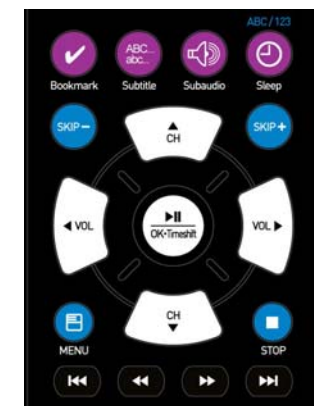 ABC/123
ABC...
abc...
Bookmark
Subtitle
Subaudio
Sleep
SKIP−
CH
SKIP+
VOL
OK•Timeshift
VOL
CH
MENU
STOP